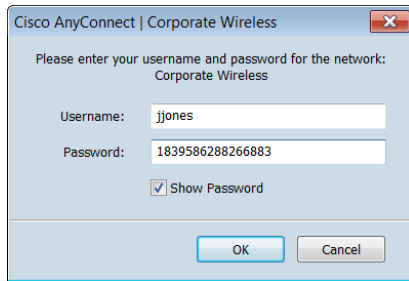 Cisco AnyConnect | Corporate Wireless
Please enter your username and password for the network:
Corporate Wireless
Username: jjones
Password: 1839586288266883
Show Password
OK Cancel